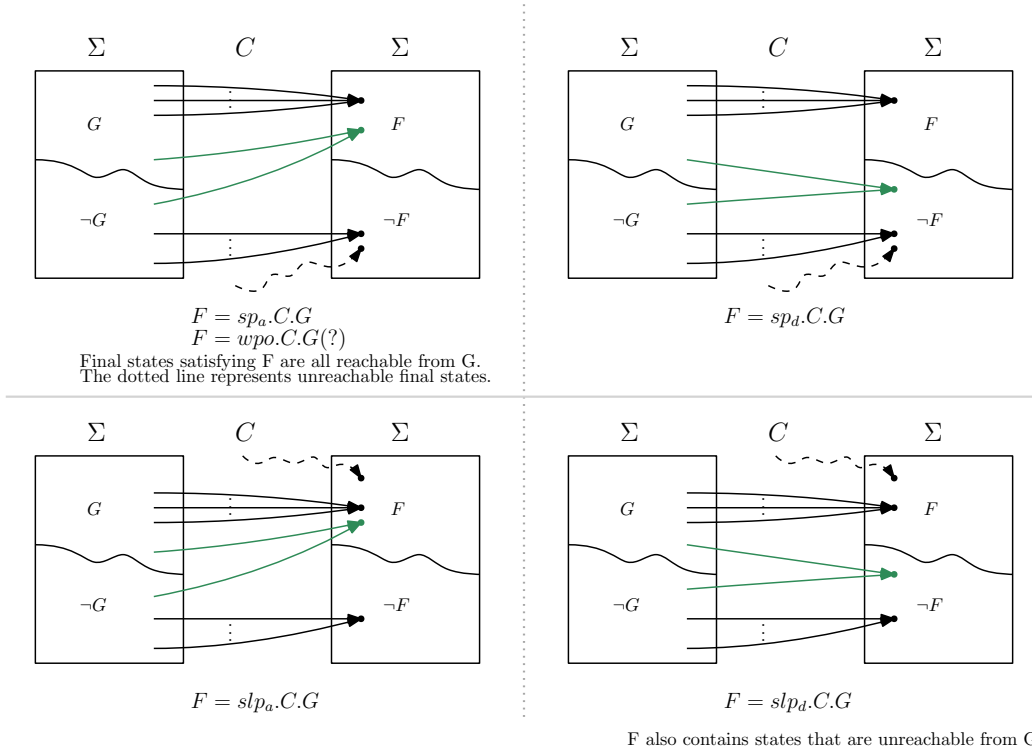 Σ C Σ
G F
¬G ¬F
F = sp_a.C.G
F = wpo.C.G(?)
Final states satisfying F are all reachable from G.
The dotted line represents unreachable final states.
Σ C Σ
G F
¬G ¬F
F = sp_d.C.G
Σ C Σ
G F
¬G ¬F
F = slp_a.C.G
Σ C Σ
G F
¬G ¬F
F = slp_d.C.G
F also contains states that are unreachable from